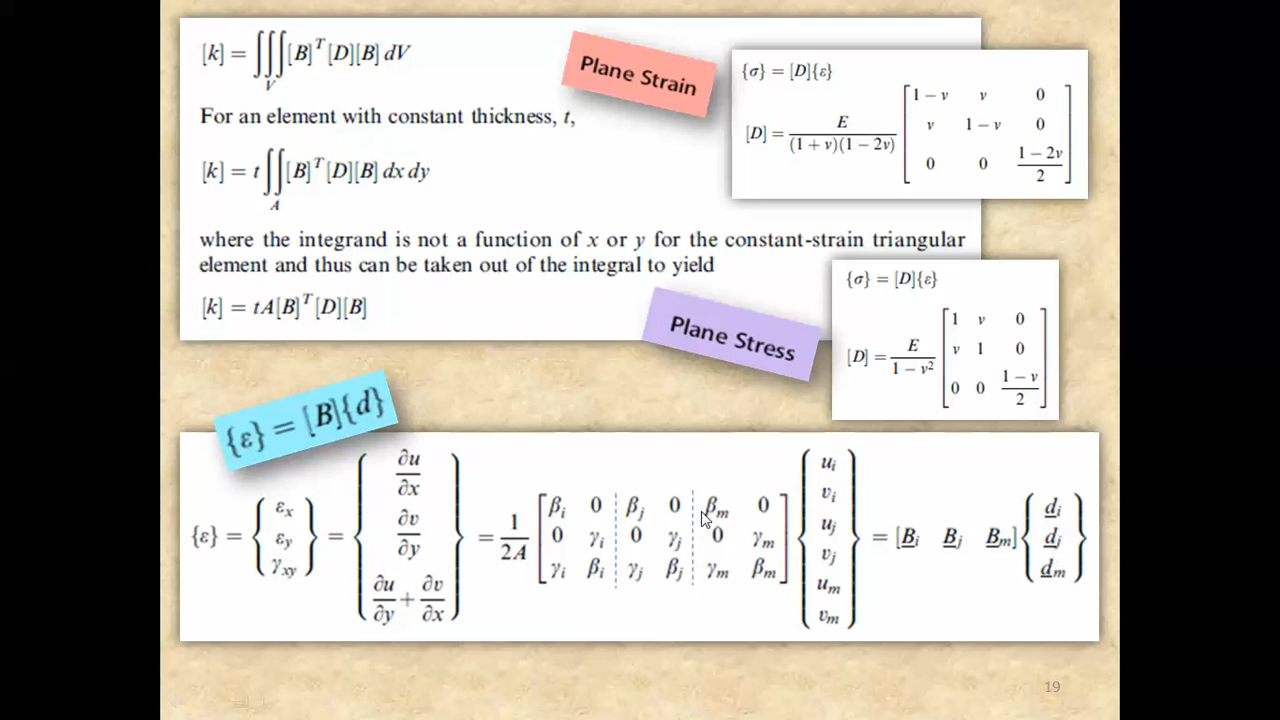 [k] = ∭_V [B]^T [D][B] dV
For an element with constant thickness, t,
[k] = t ∬_A [B]^T [D][B] dx dy
where the integrand is not a function of x or y for the constant-strain triangular
element and thus can be taken out of the integral to yield
[k] = tA[B]^T [D][B]
Plane Strain
{σ} = [D]{ε}
[D] = E / (1 + ν)(1 − 2ν) [1 − ν ν 0
ν 1 − ν 0
0 0 (1 − 2ν) / 2]
Plane Stress
{σ} = [D]{ε}
[D] = E / (1 − ν²) [1 ν 0
ν 1 0
0 0 (1 − ν) / 2]
{ε} = [B]{d}
{ε} = {ε_x ε_y γ_xy} = {∂u/∂x ∂v/∂y ∂u/∂y + ∂v/∂x} = 1/2A [β_i 0 β_j 0 β_m 0
0 γ_i 0 γ_j 0 γ_m
γ_i β_i γ_j β_j γ_m β_m] {u_i v_i u_j v_j u_m v_m} = [B_i B_j B_m] {d_i d_j d_m}
19